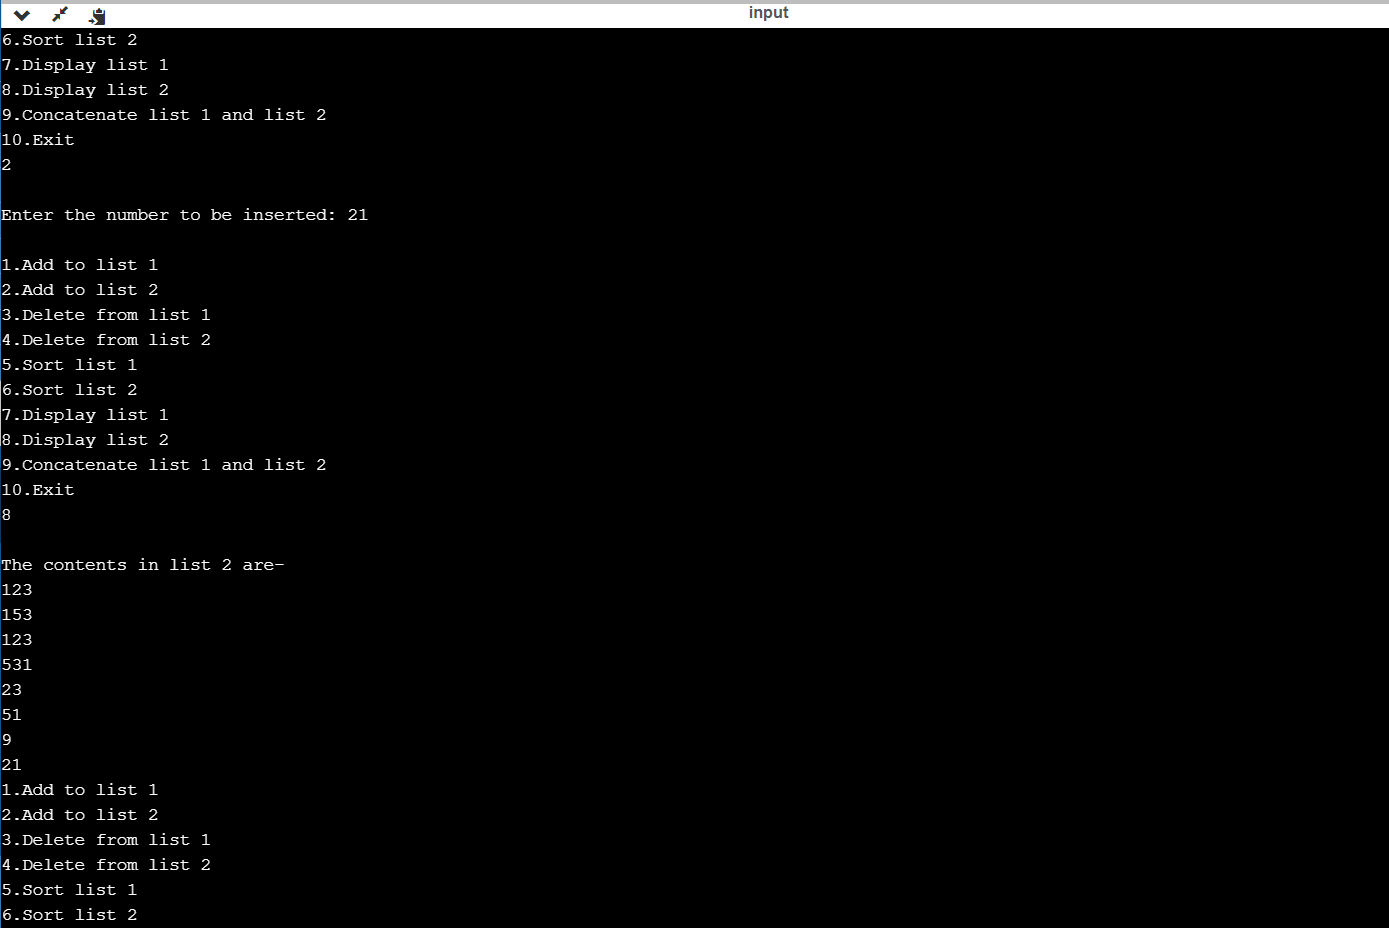 input
6.Sort list 2
7.Display list 1
8.Display list 2
9.Concatenate list 1 and list 2
10.Exit
2
Enter the number to be inserted: 21
1.Add to list 1
2.Add to list 2
3.Delete from list 1
4.Delete from list 2
5.Sort list 1
6.Sort list 2
7.Display list 1
8.Display list 2
9.Concatenate list 1 and list 2
10.Exit
8
The contents in list 2 are-
123
153
123
531
23
51
9
21
1.Add to list 1
2.Add to list 2
3.Delete from list 1
4.Delete from list 2
5.Sort list 1
6.Sort list 2